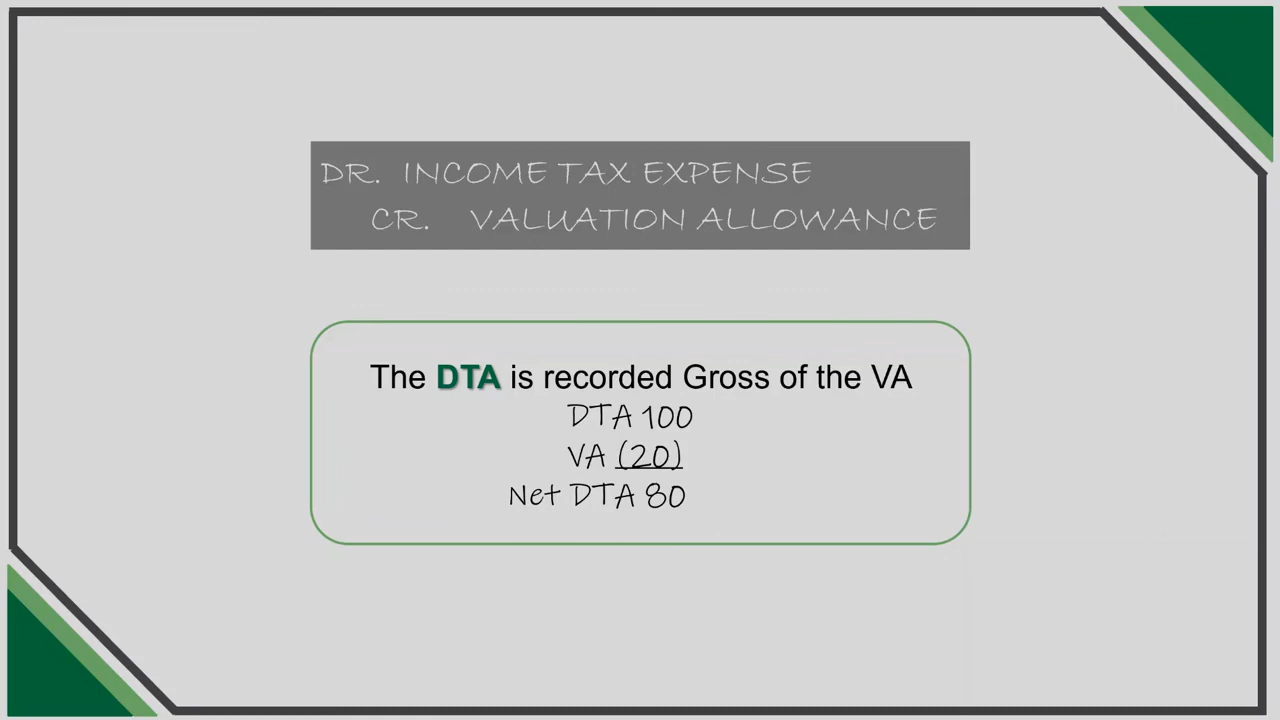 DR. INCOME TAX EXPENSE
CR. VALUATION ALLOWANCE
The DTA is recorded Gross of the VA
DTA 100
VA (20)
Net DTA 80